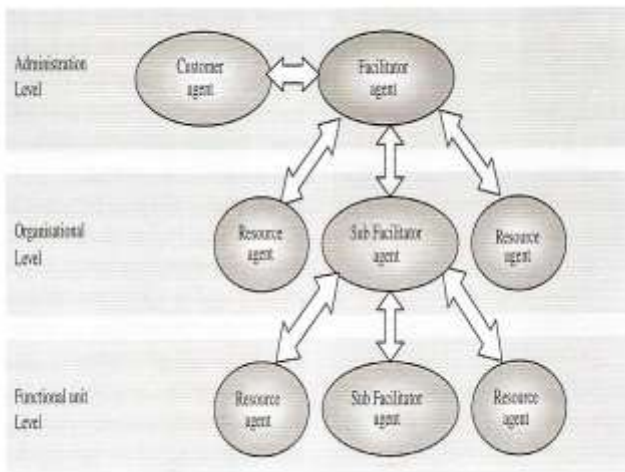 Administration
Level
Customer
agent
Facilitator
agent
Organisational
Level
Resource
agent
Sub Facilitator
agent
Resource
agent
Functional unit
Level
Resource
agent
Sub Facilitator
agent
Resource
agent